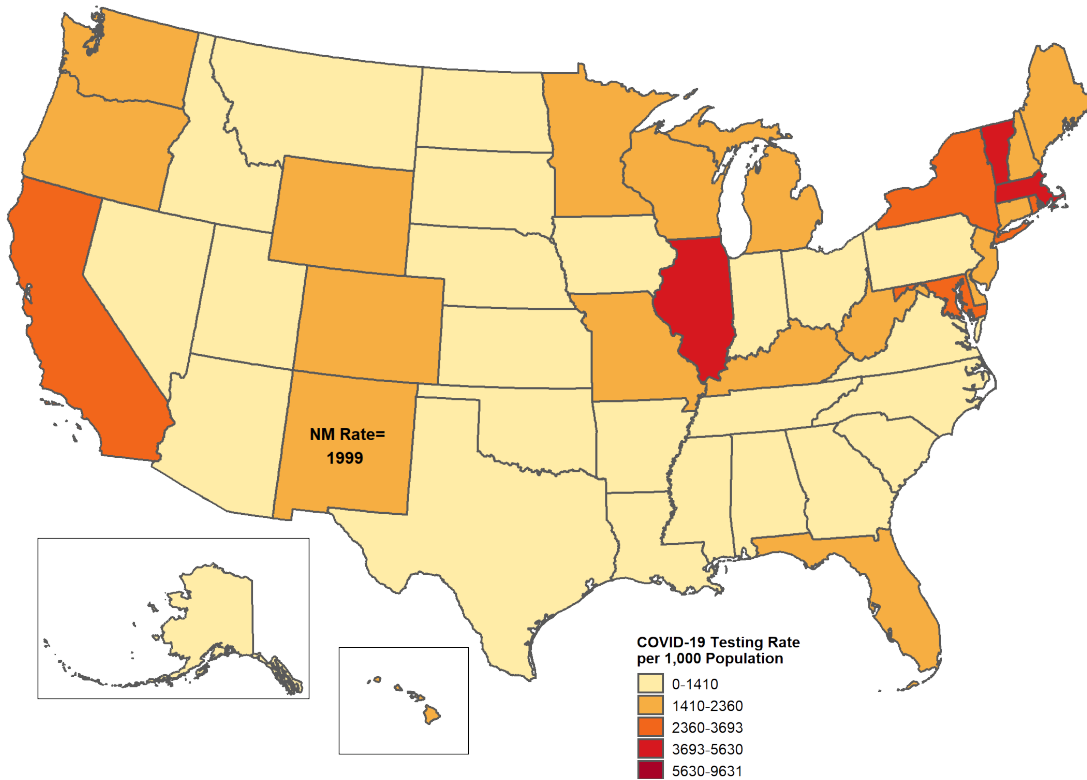 NM Rate=
1999
COVID-19 Testing Rate
per 1,000 Population
0-1410
1410-2360
2360-3693
3693-5630
5630-9631